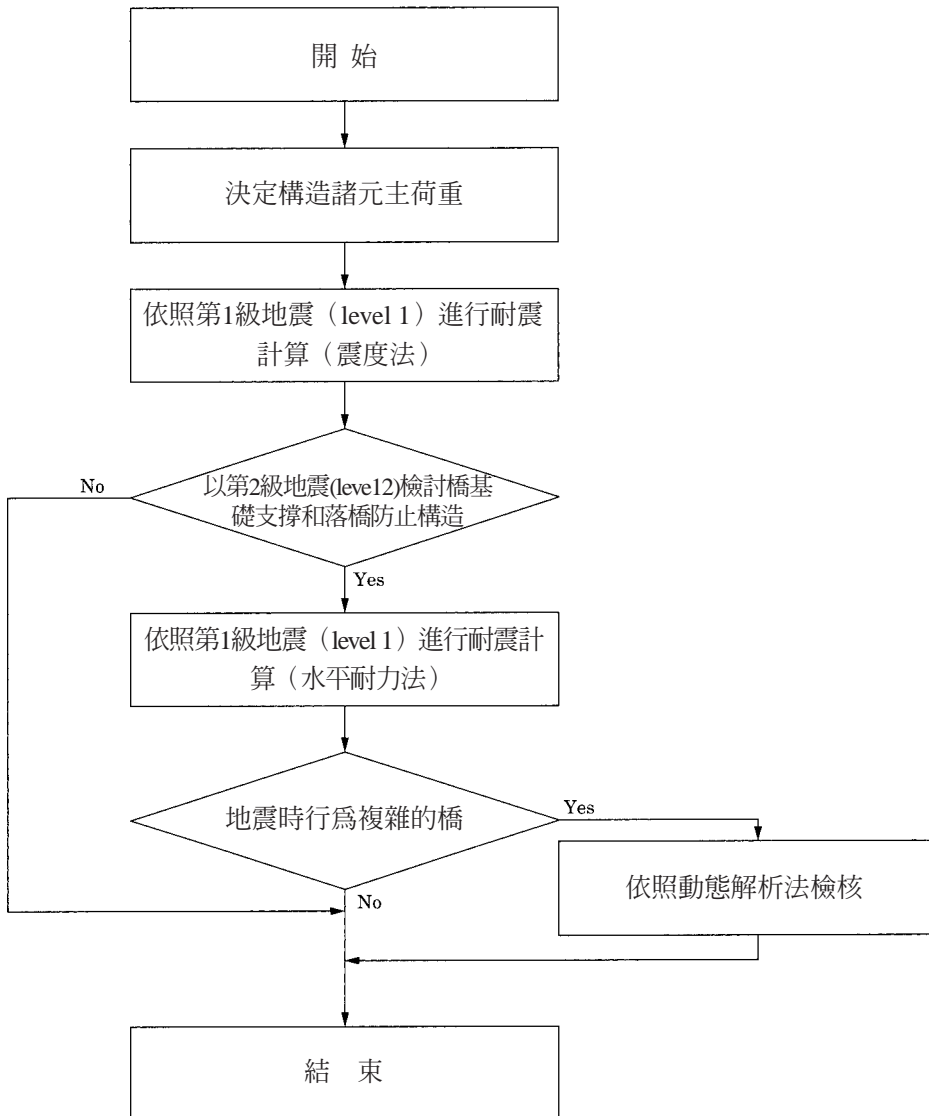 開 始
決定構造諸元主荷重
依照第1級地震（level 1）進行耐震
計算（震度法）
No
以第2級地震(leve12)檢討橋基
礎支撐和落橋防止構造
Yes
依照第1級地震（level 1）進行耐震計
算（水平耐力法）
地震時行爲複雜的橋
Yes
依照動態解析法檢核
No
結 束